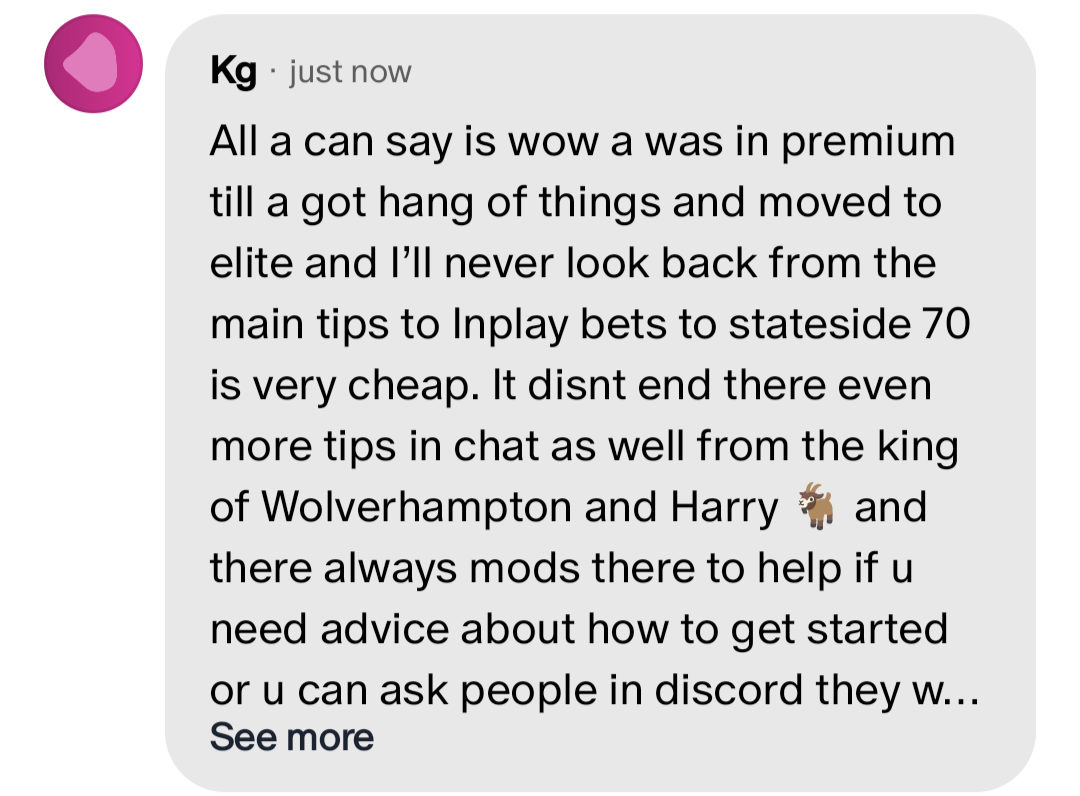 Kg · just now
All a can say is wow a was in premium
till a got hang of things and moved to
elite and I’ll never look back from the
main tips to Inplay bets to stateside 70
is very cheap. It disnt end there even
more tips in chat as well from the king
of Wolverhampton and Harry 🐐 and
there always mods there to help if u
need advice about how to get started
or u can ask people in discord they w...
See more